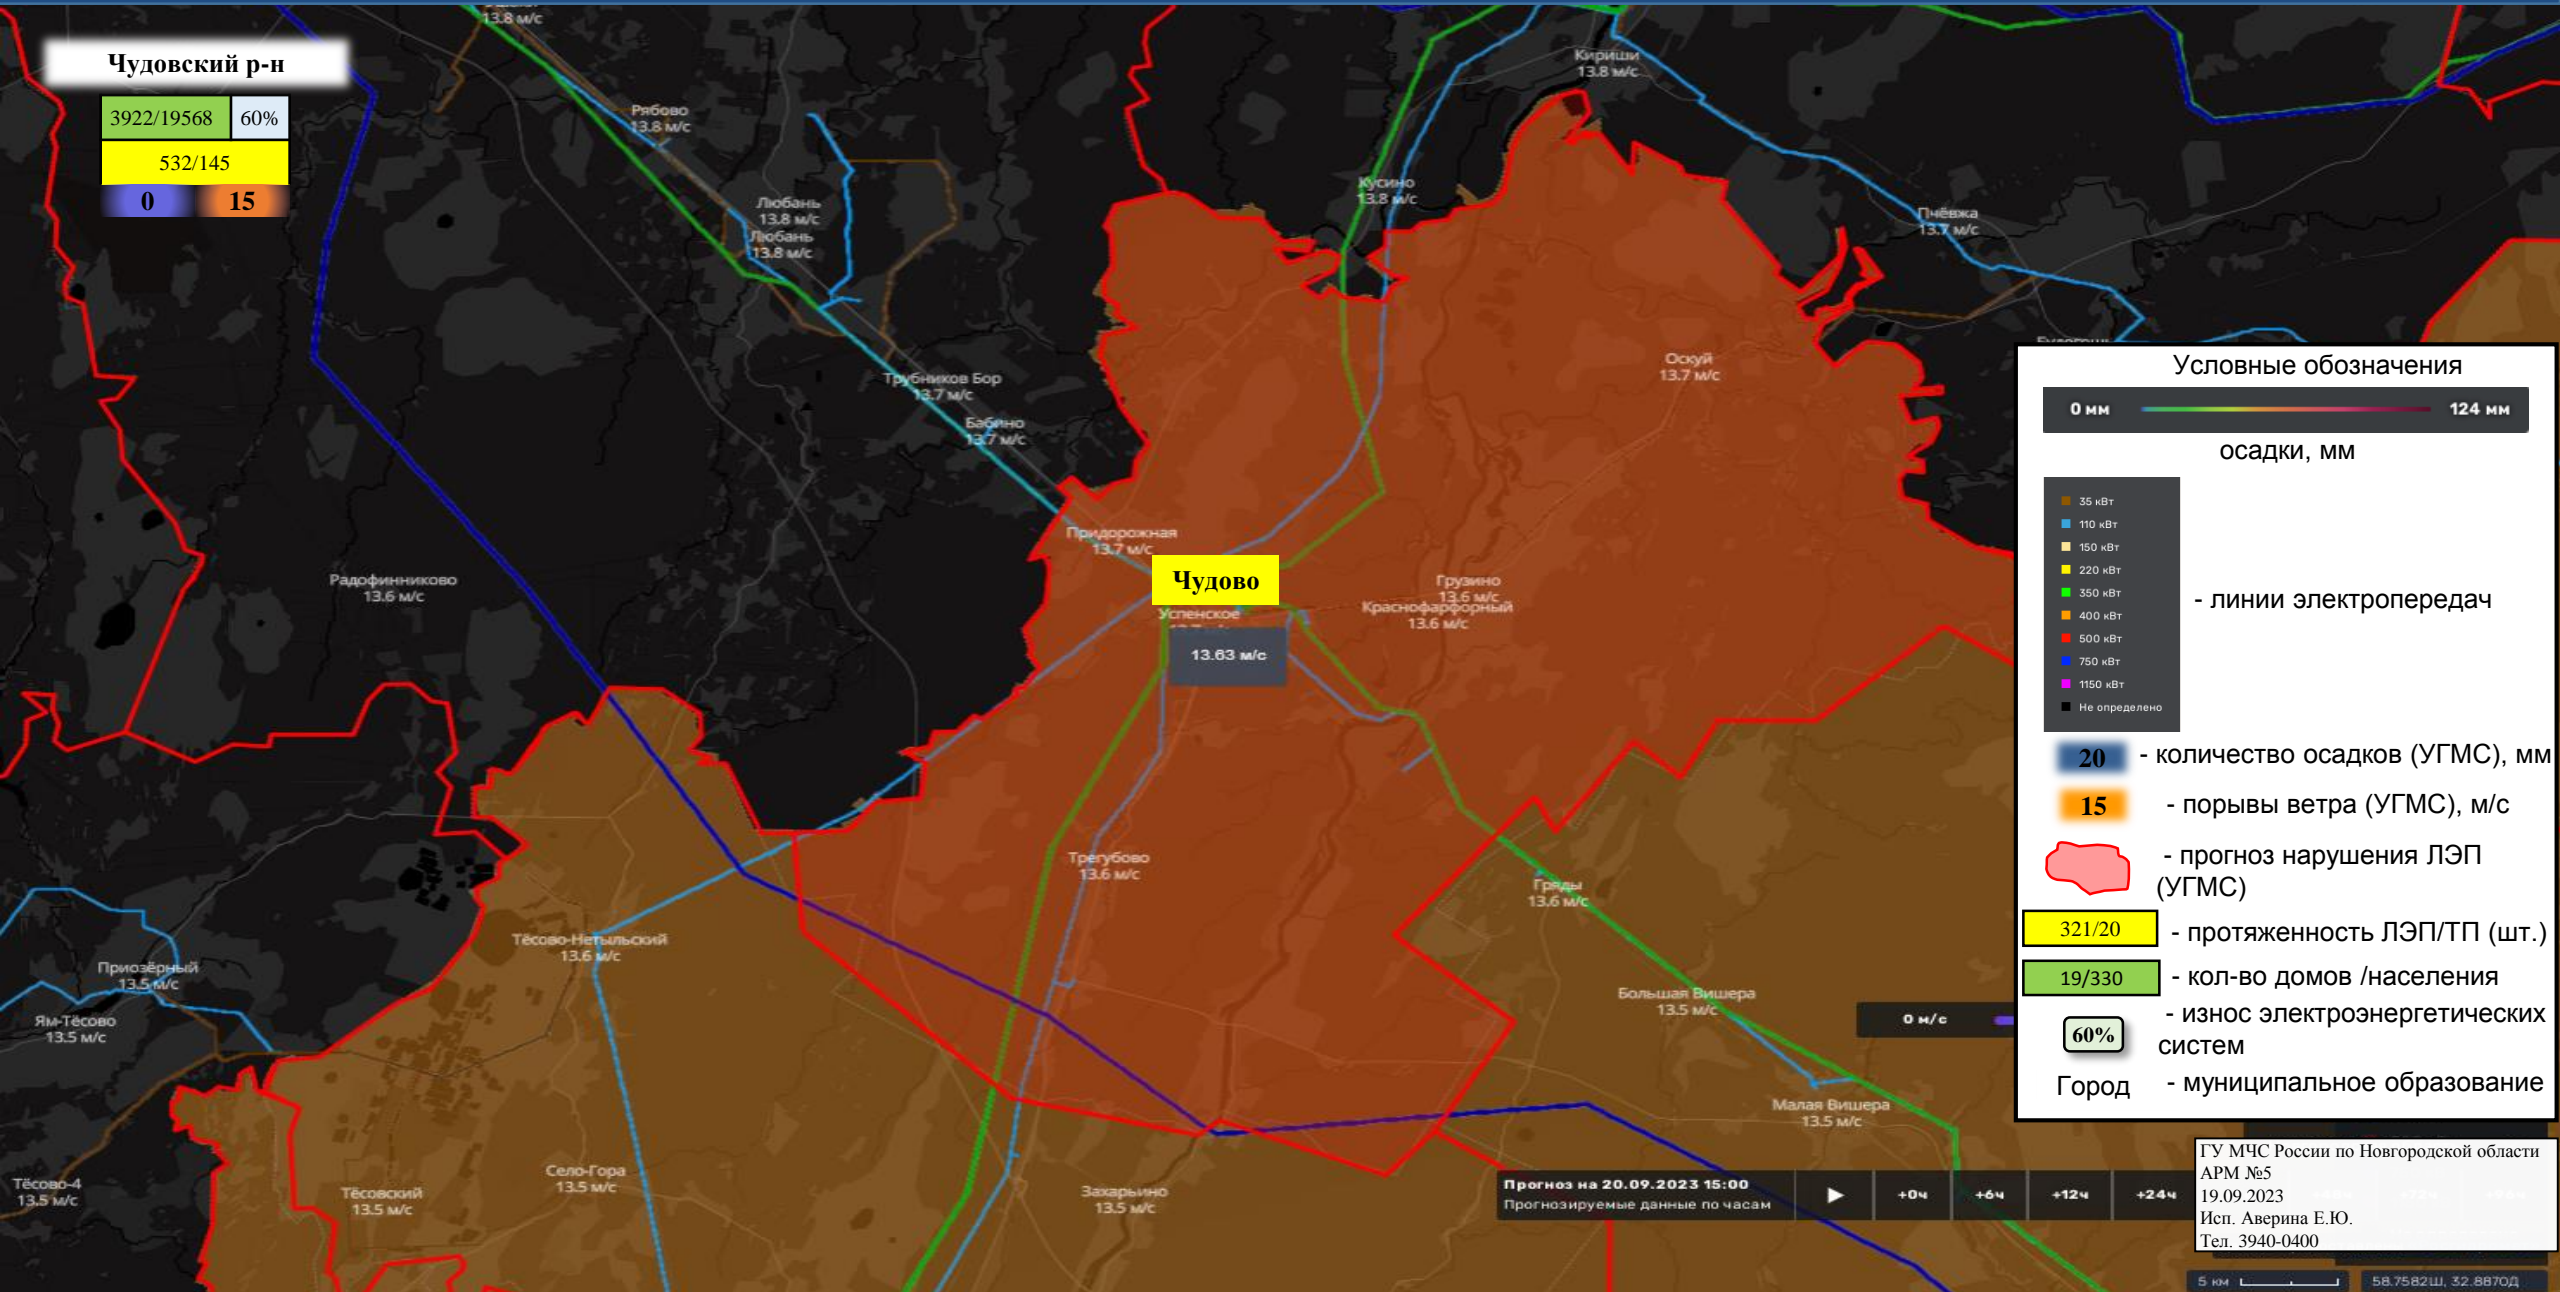 13.8 м/с
Чудовский р-н
3922/19568 60%
532/145
0 15
Рябово
13.8 м/с
Кириши
13.8 м/с
Любань
13.8 м/с
Любань
13.8 м/с
Кусино
13.8 м/с
Пчёвжа
13.7 м/с
Трубников Бор
13.7 м/с
Бабино
13.7 м/с
Оскуй
13.7 м/с
Придорожная
13.7 м/с
Чудово
Успенское
13.63 м/с
Грузино
13.6 м/с
Краснофарфорный
13.6 м/с
Радофинниково
13.6 м/с
Трегубово
13.6 м/с
Гряды
13.6 м/с
Тёсово-Нетыльский
13.6 м/с
Приозёрный
13.5 м/с
Ям-Тёсово
13.5 м/с
Большая Вишера
13.5 м/с
Малая Вишера
13.5 м/с
Тёсово-4
13.5 м/с
Тёсовский
13.5 м/с
Село-Гора
13.5 м/с
Захарьино
13.5 м/с
0 м/с
Условные обозначения
0 мм 124 мм
осадки, мм
35 кВт
110 кВт
150 кВт
220 кВт
350 кВт
400 кВт
500 кВт
750 кВт
1150 кВт
Не определено
- линии электропередач
20 - количество осадков (УГМС), мм
15 - порывы ветра (УГМС), м/с
- прогноз нарушения ЛЭП
(УГМС)
321/20 - протяженность ЛЭП/ТП (шт.)
19/330 - кол-во домов /населения
60% - износ электроэнергетических
систем
Город - муниципальное образование
Прогноз на 20.09.2023 15:00
Прогнозируемые данные по часам
+0ч +6ч +12ч +24ч
ГУ МЧС России по Новгородской области
АРМ №5
19.09.2023
Исп. Аверина Е.Ю.
Тел. 3940-0400
5 км
58.7582Ш, 32.8870Д